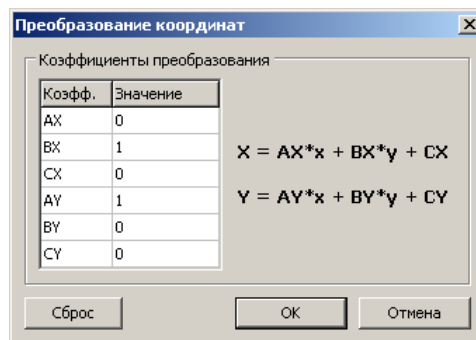 Преобразование координат
Коэффициенты преобразования
Коэфф. Значение
AX 0
BX 1
CX 0
AY 1
BY 0
CY 0
X = AX*x + BX*y + CX
Y = AY*x + BY*y + CY
Сброс OK Отмена